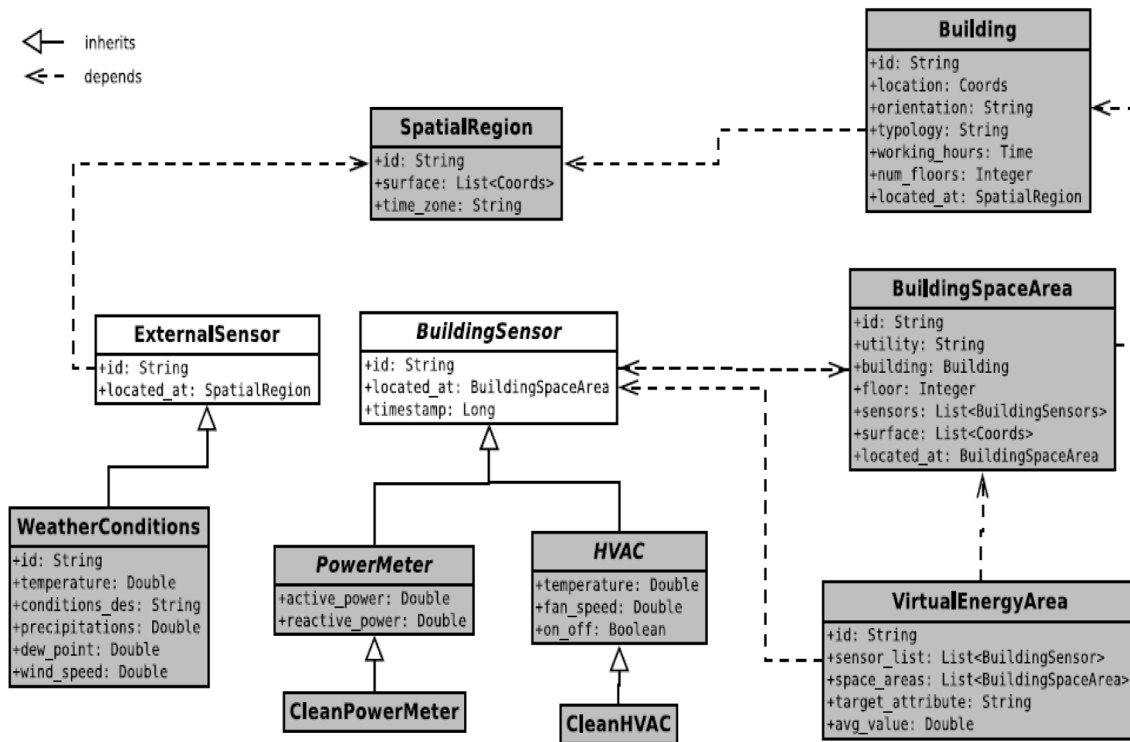 inherits
depends
Building
+id: String
+location: Coords
+orientation: String
+typology: String
+working_hours: Time
+num_floors: Integer
+located_at: SpatialRegion
SpatialRegion
+id: String
+surface: List<Coords>
+time_zone: String
ExternalSensor
+id: String
+located_at: SpatialRegion
BuildingSensor
+id: String
+located_at: BuildingSpaceArea
+timestamp: Long
BuildingSpaceArea
+id: String
+utility: String
+building: Building
+floor: Integer
+sensors: List<BuildingSensors>
+surface: List<Coords>
+located_at: BuildingSpaceArea
WeatherConditions
+id: String
+temperature: Double
+conditions_des: String
+precipitations: Double
+dew_point: Double
+wind_speed: Double
PowerMeter
+active_power: Double
+reactive_power: Double
HVAC
+temperature: Double
+fan_speed: Double
+on_off: Boolean
VirtualEnergyArea
+id: String
+sensor_list: List<BuildingSensor>
+space_areas: List<BuildingSpaceArea>
+target_attribute: String
+avg_value: Double
CleanPowerMeter
CleanHVAC